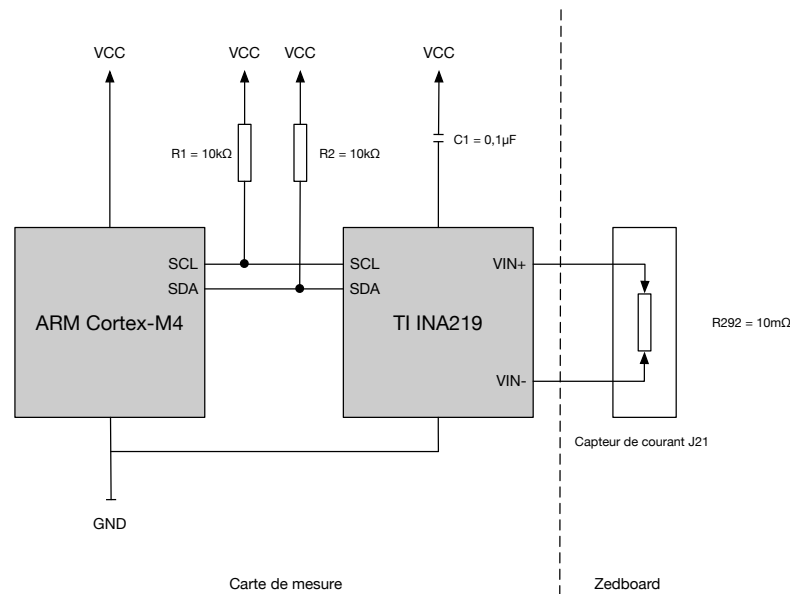 VCC
VCC
VCC
VCC
R1 = 10kΩ
R2 = 10kΩ
C1 = 0,1µF
SCL
SDA
ARM Cortex-M4
SCL
SDA
TI INA219
VIN+
VIN-
R292 = 10mΩ
Capteur de courant J21
GND
Carte de mesure
Zedboard